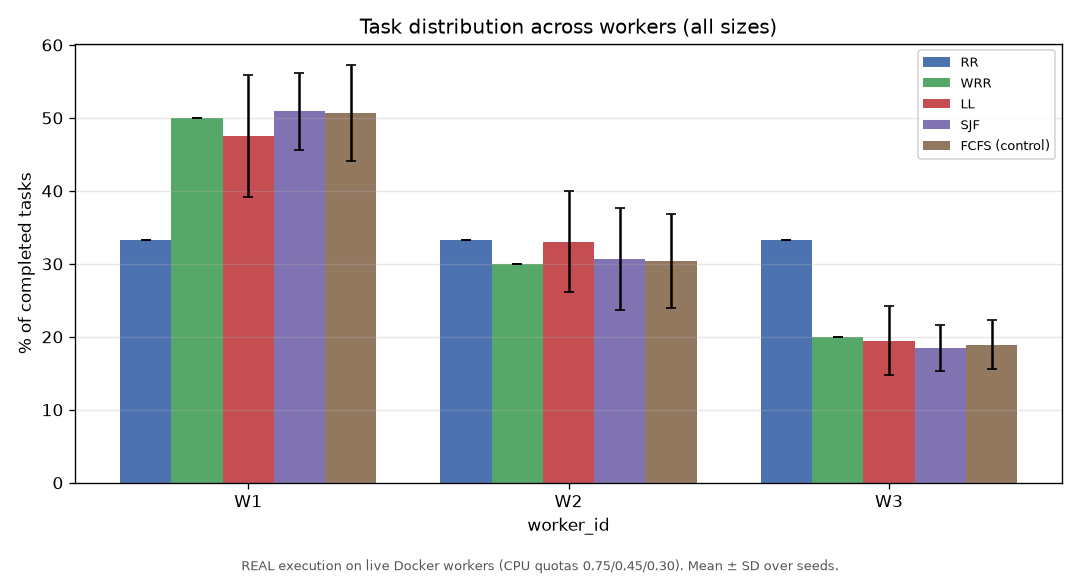 Task distribution across workers (all sizes)
60
50
40
30
20
10
0
% of completed tasks
RR
WRR
LL
SJF
FCFS (control)
W1
W2
W3
worker_id
REAL execution on live Docker workers (CPU quotas 0.75/0.45/0.30). Mean ± SD over seeds.